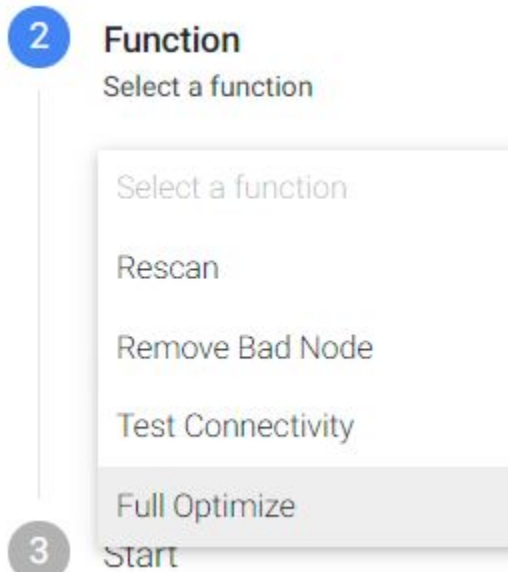 2
Function
Select a function
Select a function
Rescan
Remove Bad Node
Test Connectivity
Full Optimize
3
Start